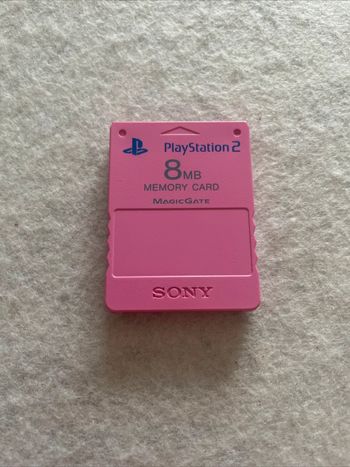 PlayStation 2
8MB
MEMORY CARD
MAGICGATE
SONY